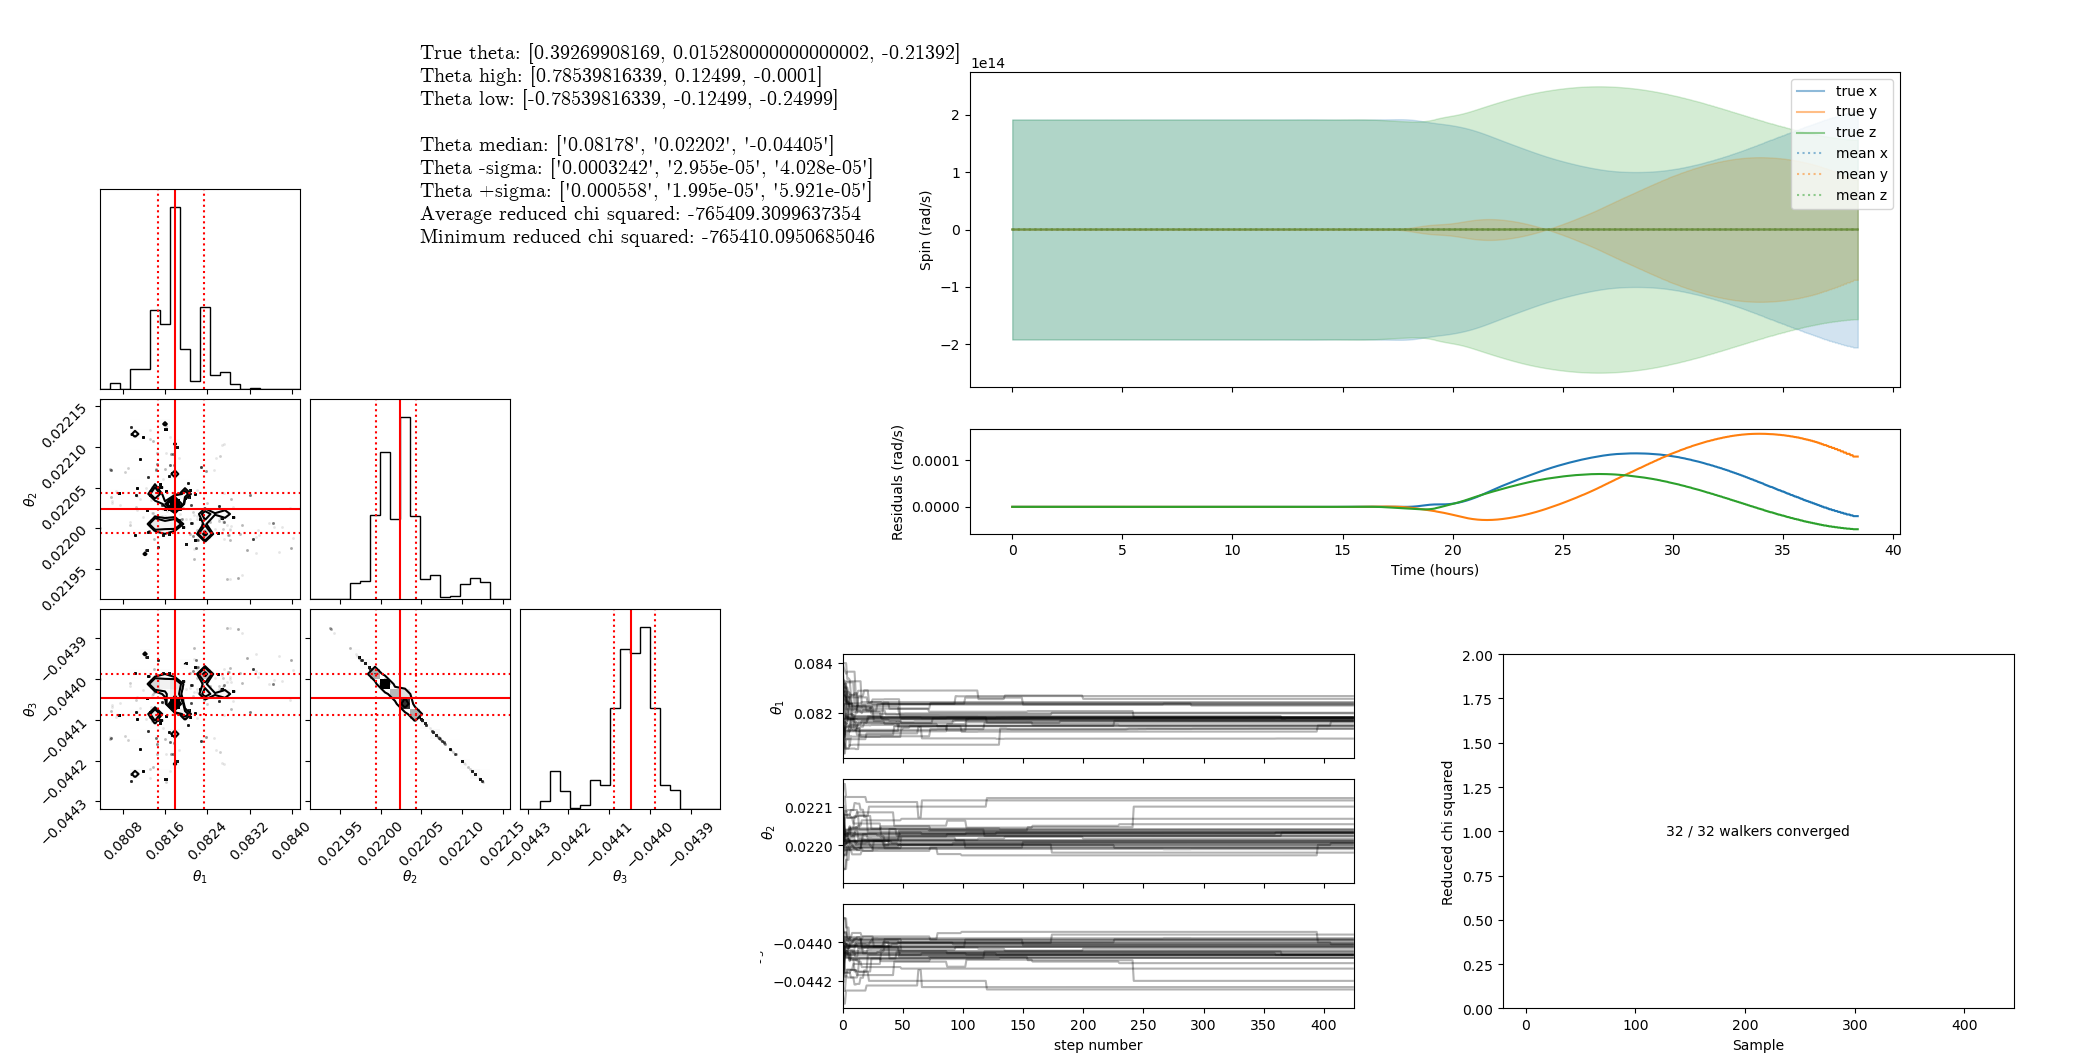 True theta: [0.39269908169, 0.015280000000000002, -0.21392]
Theta high: [0.78539816339, 0.12499, -0.0001]
Theta low: [-0.78539816339, -0.12499, -0.24999]
Theta median: ['0.08178', '0.02202', '-0.04405']
Theta -sigma: ['0.0003242', '2.955e-05', '4.028e-05']
Theta +sigma: ['0.000558', '1.995e-05', '5.921e-05']
Average reduced chi squared: -765409.3099637354
Minimum reduced chi squared: -765410.0950685046
1e14
Spin (rad/s)
2
1
0
−1
−2
true x
true y
true z
mean x
mean y
mean z
Residuals (rad/s)
0.0001
0.0000
0 5 10 15 20 25 30 35 40
Time (hours)
θ2
0.02215
0.02210
0.02205
0.02200
0.02195
θ3
−0.0439
−0.0440
−0.0441
−0.0442
−0.0443
0.0808 0.0816 0.0824 0.0832 0.0840
θ1
0.02195 0.02200 0.02205 0.02210 0.02215
θ2
−0.0443 −0.0442 −0.0441 −0.0440 −0.0439
θ3
θ1
0.084
0.082
θ2
0.0221
0.0220
−0.0440
−0.0442
0 50 100 150 200 250 300 350 400
step number
Reduced chi squared
2.00
1.75
1.50
1.25
1.00
0.75
0.50
0.25
0.00
32 / 32 walkers converged
0 100 200 300 400
Sample